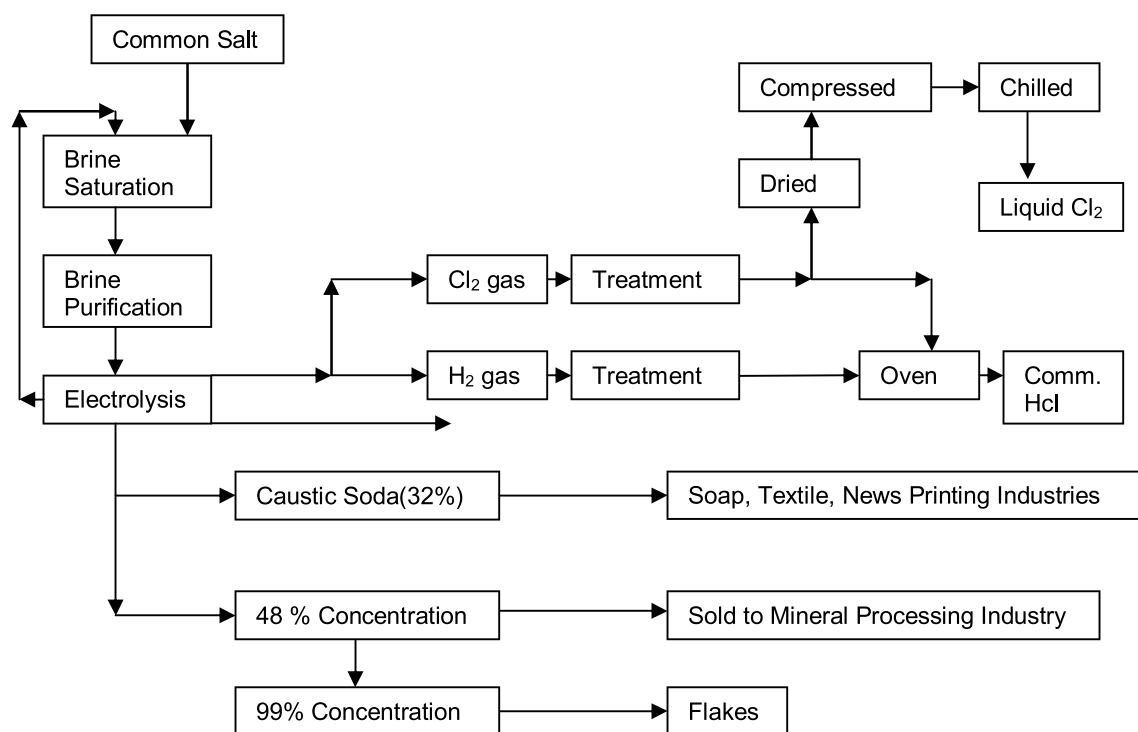 Common Salt
Compressed
Chilled
Brine
Saturation
Dried
Liquid Cl₂
Brine
Purification
Cl₂ gas
Treatment
H₂ gas
Treatment
Oven
Comm.
Hcl
Electrolysis
Caustic Soda(32%)
Soap, Textile, News Printing Industries
48 % Concentration
Sold to Mineral Processing Industry
99% Concentration
Flakes